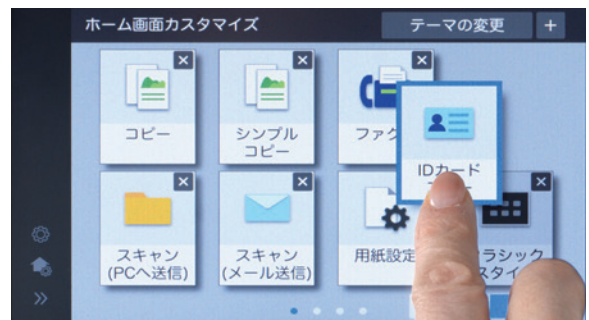 ホーム画面カスタマイズ
テーマの変更
+
コピー
シンプル
コピー
ファク
IDカード
スキャン
(PCへ送信)
スキャン
(メール送信)
用紙設定
ラシック
スタイ